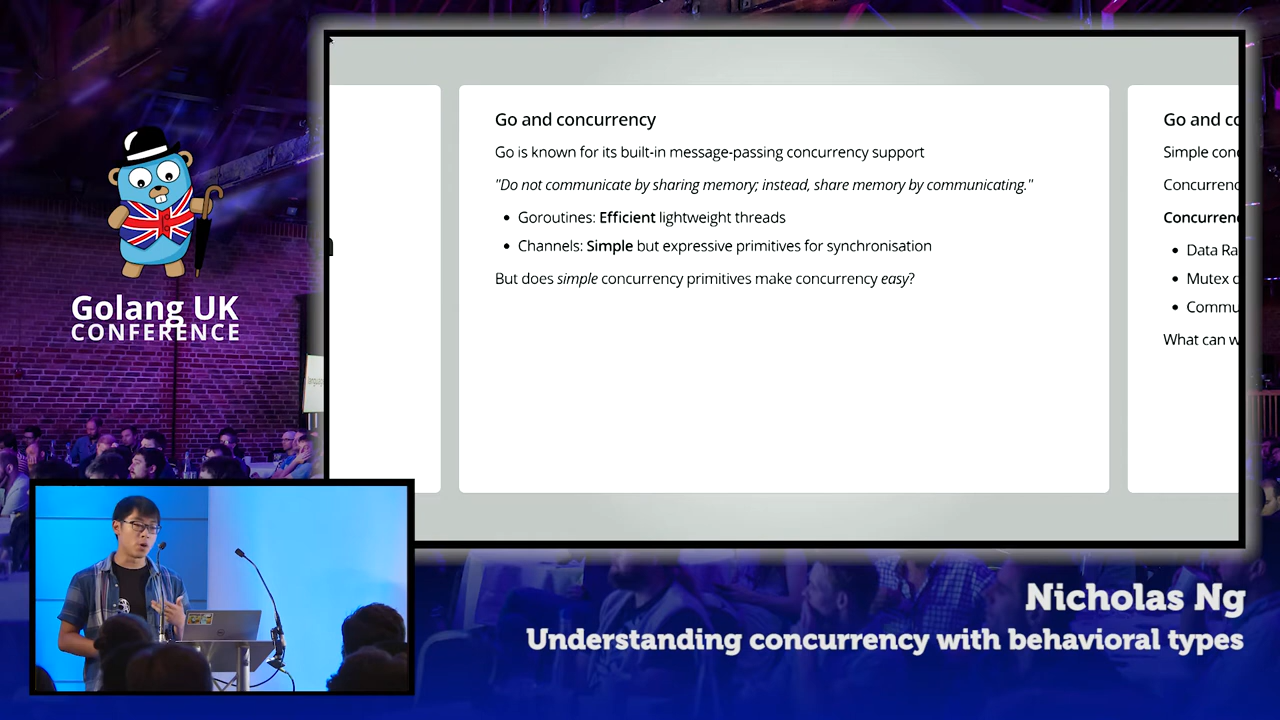 Go and concurrency
Go is known for its built-in message-passing concurrency support
"Do not communicate by sharing memory; instead, share memory by communicating."
• Goroutines: Efficient lightweight threads
• Channels: Simple but expressive primitives for synchronisation
But does simple concurrency primitives make concurrency easy?
Go and
Simple
Concurrenc
Concurren
• Data Ra
• Mutex
• Commu
What can w
Golang UK
CONFERENCE
Nicholas Ng
Understanding concurrency with behavioral types